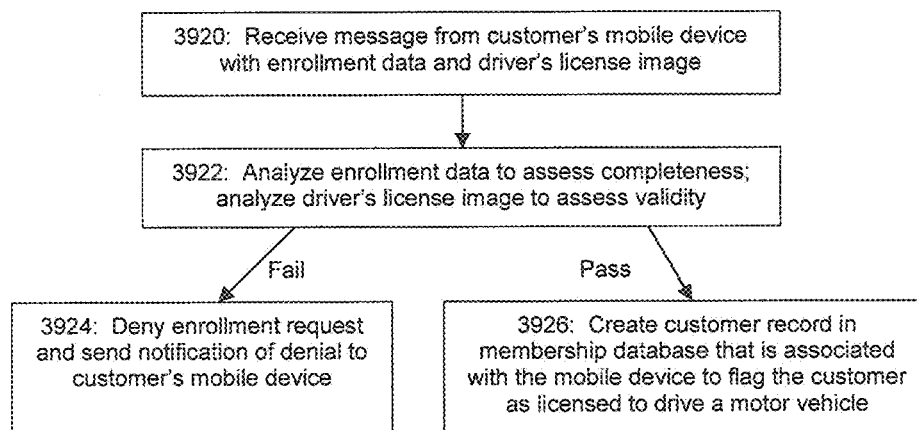 3920: Receive message from customer's mobile device
with enrollment data and driver's license image
3922: Analyze enrollment data to assess completeness;
analyze driver's license image to assess validity
Fail
Pass
3924: Deny enrollment request
and send notification of denial to
customer's mobile device
3926: Create customer record in
membership database that is associated
with the mobile device to flag the customer
as licensed to drive a motor vehicle